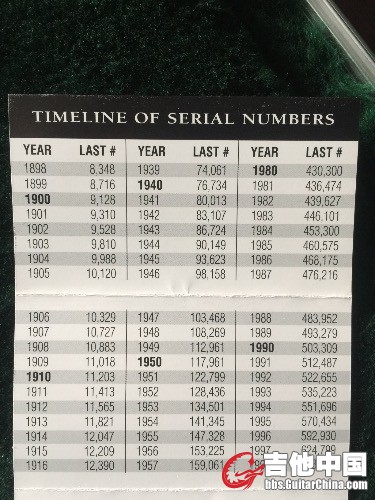 TIMELINE OF SERIAL NUMBERS
YEAR LAST # YEAR LAST # YEAR LAST #
1898 8,348 1939 74,061 1980 430,300
1899 8,716 1940 76,734 1981 436,474
1900 9,128 1941 80,013 1982 439,627
1901 9,310 1942 83,107 1983 446,101
1902 9,528 1943 86,724 1984 453,300
1903 9,810 1944 90,149 1985 460,575
1904 9,988 1945 93,623 1986 468,175
1905 10,120 1946 98,158 1987 476,216
1906 10,329 1947 103,468 1988 483,952
1907 10,727 1948 108,269 1989 493,279
1908 10,883 1949 112,961 1990 503,309
1909 11,018 1950 117,961 1991 512,487
1910 11,203 1951 122,799 1992 522,655
1911 11,413 1952 128,436 1993 535,223
1912 11,565 1953 134,501 1994 551,696
1913 11,821 1954 141,345 1995 570,434
1914 12,047 1955 147,328 1996 592,930
1915 12,209 1956 153,225
1916 12,390 1957 159,061
吉他中国
bbs.GuitarChina.com